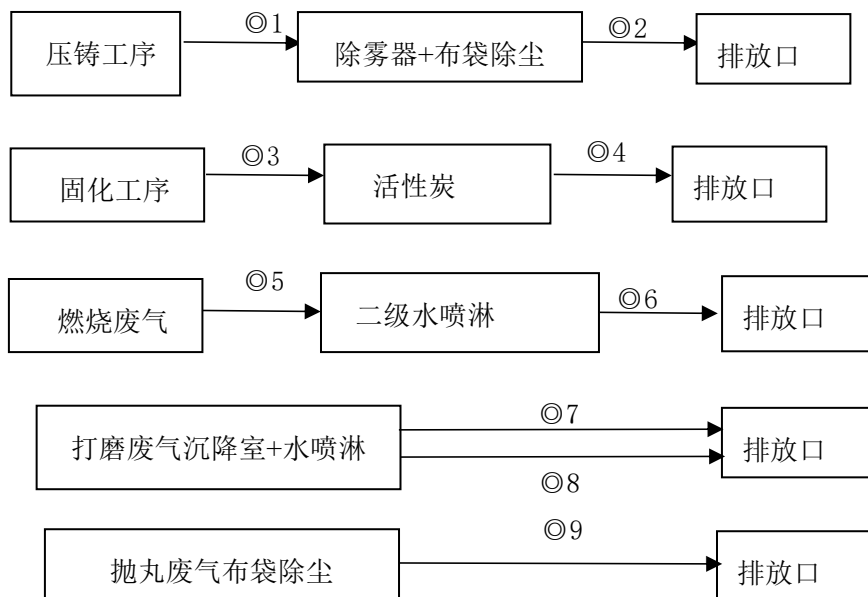 ◎1
◎2
压铸工序
除雾器+布袋除尘
排放口
◎3
◎4
固化工序
活性炭
排放口
◎5
◎6
燃烧废气
二级水喷淋
排放口
◎7
打磨废气沉降室+水喷淋
排放口
◎8
◎9
抛丸废气布袋除尘
排放口